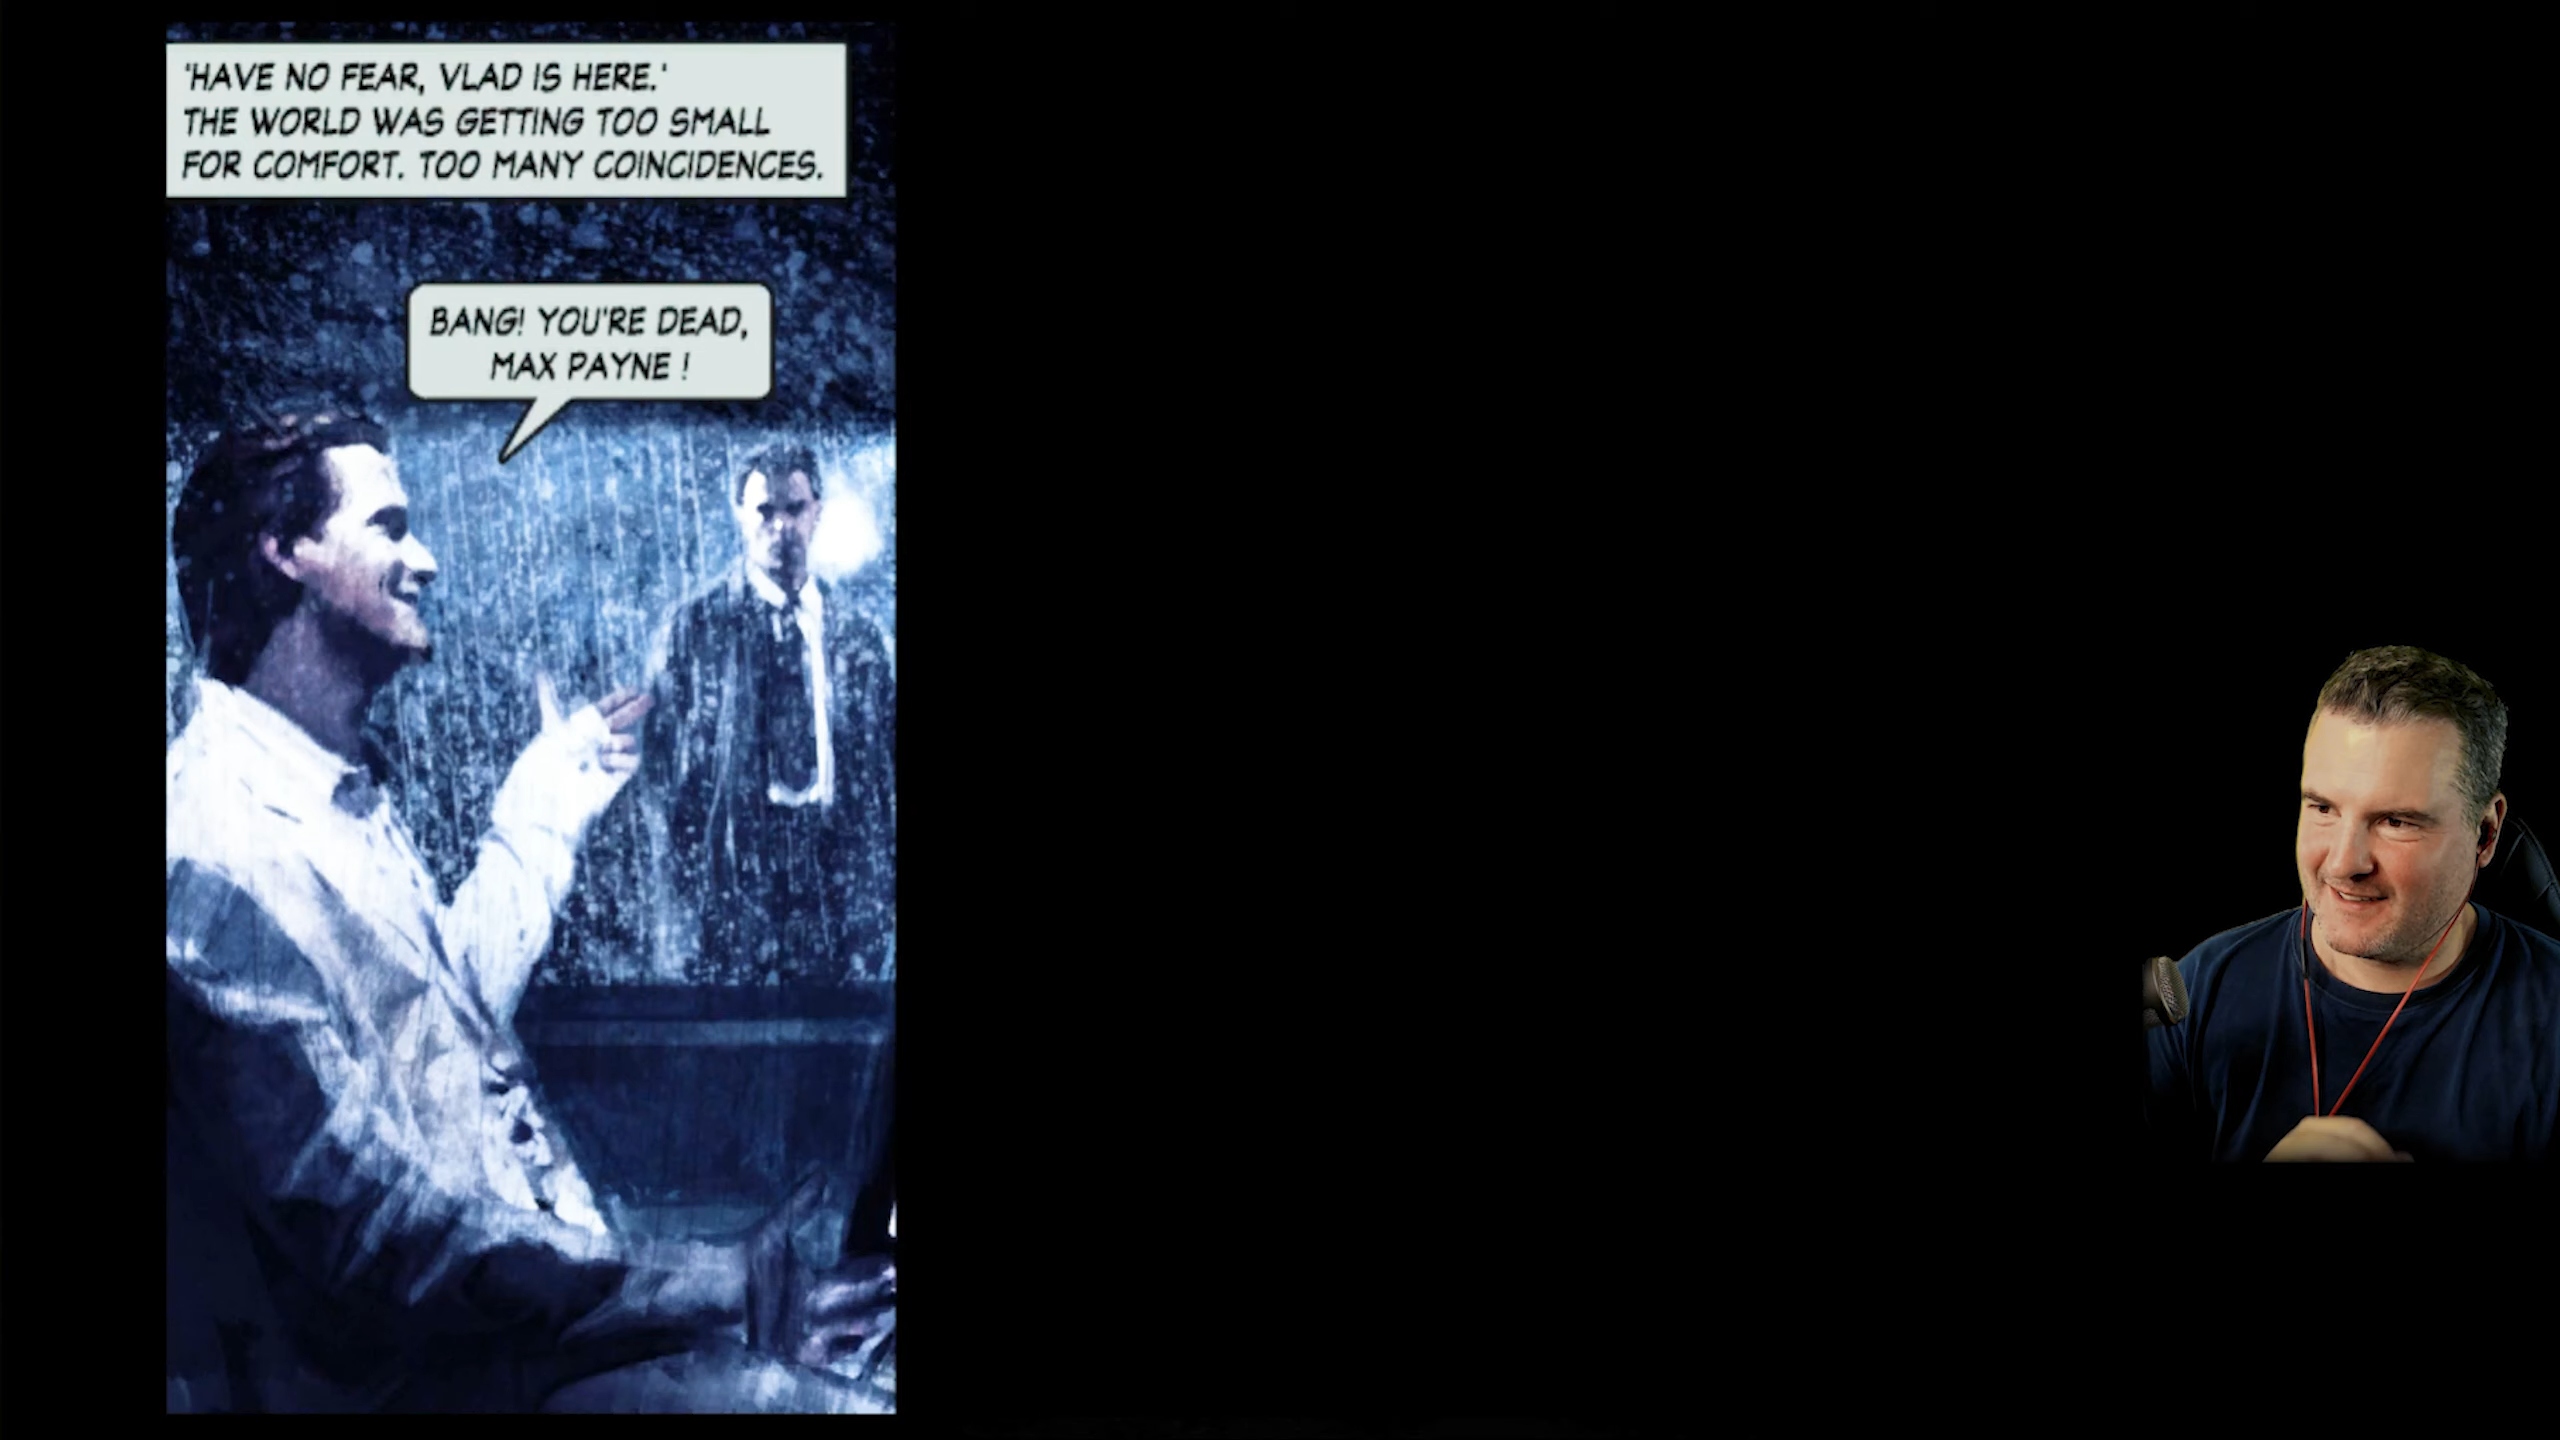 'HAVE NO FEAR, VLAD IS HERE.'
THE WORLD WAS GETTING TOO SMALL
FOR COMFORT. TOO MANY COINCIDENCES.
BANG! YOU'RE DEAD,
MAX PAYNE !